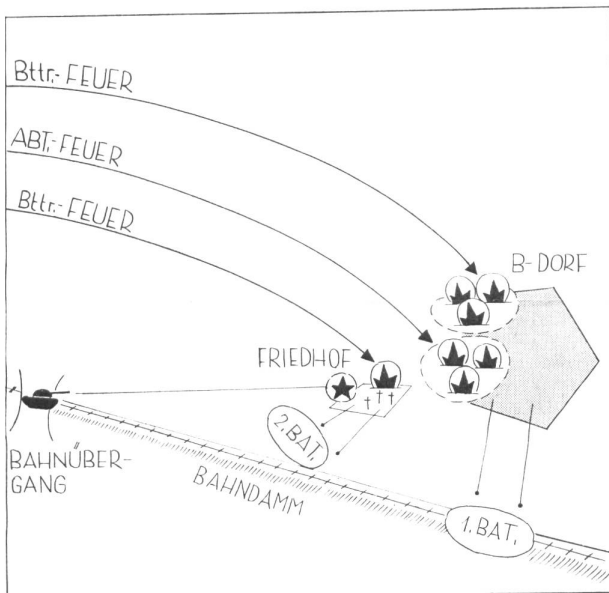 Bttr.-FEUER
ABT.-FEUER
Bttr.-FEUER
B-DORF
FRIEDHOF
2.BAT.
BAHNÜBER-
GANG
BAHNDAMM
1.BAT.